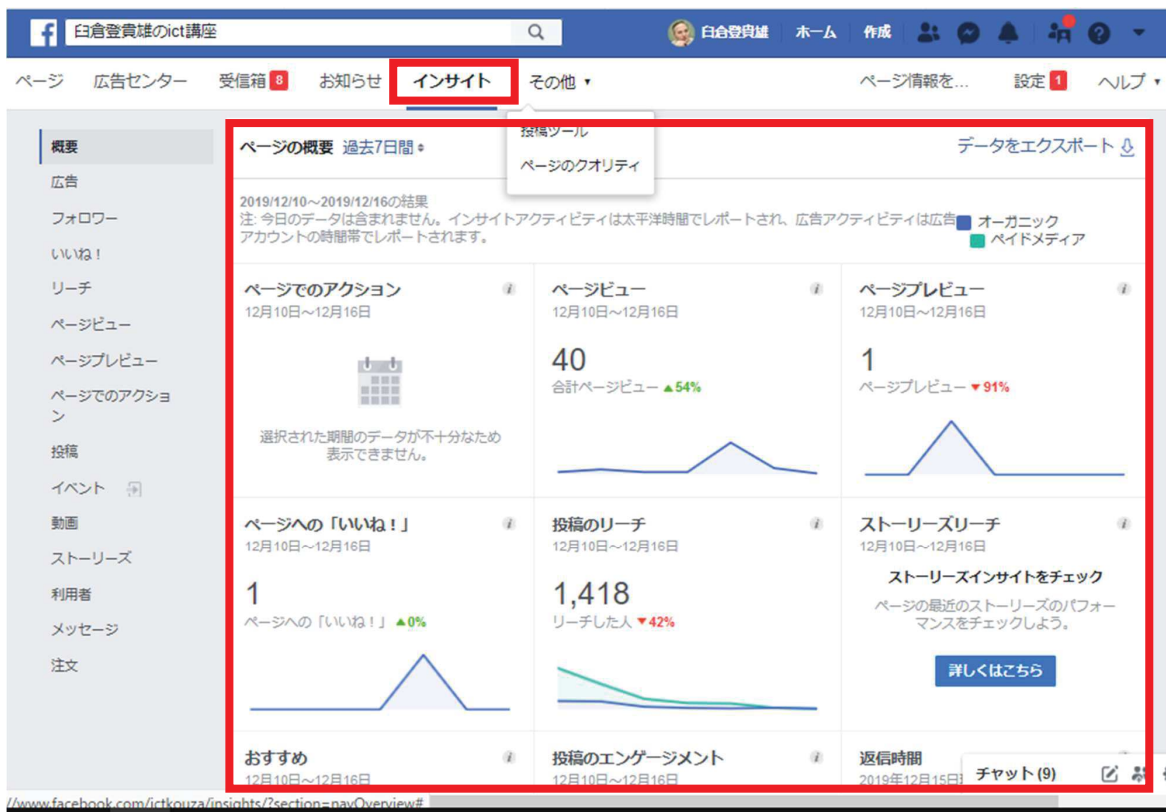 臼倉登貴雄のict講座
臼倉登貴雄 ホーム 作成
ページ 広告センター 受信箱 8 お知らせ インサイト その他 ページ情報を... 設定 1 ヘルプ
投稿ツール
ページのクオリティ
概要
広告
フォロワー
いいね！
リーチ
ページビュー
ページプレビュー
ページでのアクショ
ン
投稿
イベント
動画
ストーリーズ
利用者
メッセージ
注文
ページの概要 過去7日間
データをエクスポート
2019/12/10～2019/12/16の結果
注: 今日のデータは含まれません。インサイトアクティビティは太平洋時間でレポートされ、広告アクティビティは広告
アカウントの時間帯でレポートされます。
オーガニック
ペイドメディア
ページでのアクション
12月10日～12月16日
選択された期間のデータが不十分なため
表示できません。
ページビュー
12月10日～12月16日
40
合計ページビュー ▲54%
ページプレビュー
12月10日～12月16日
1
ページプレビュー ▼91%
ページへの「いいね！」
12月10日～12月16日
1
ページへの「いいね！」 ▲0%
投稿のリーチ
12月10日～12月16日
1,418
リーチした人 ▼42%
ストーリーズリーチ
12月10日～12月16日
ストーリーズインサイトをチェック
ページの最近のストーリーズのパフォー
マンスをチェックしよう。
詳しくはこちら
おすすめ
12月10日～12月16日
投稿のエンゲージメント
12月10日～12月16日
返信時間
2019年12月15日
チャット (9)
//www.facebook.com/ictkouza/insights/?section=navOverview#